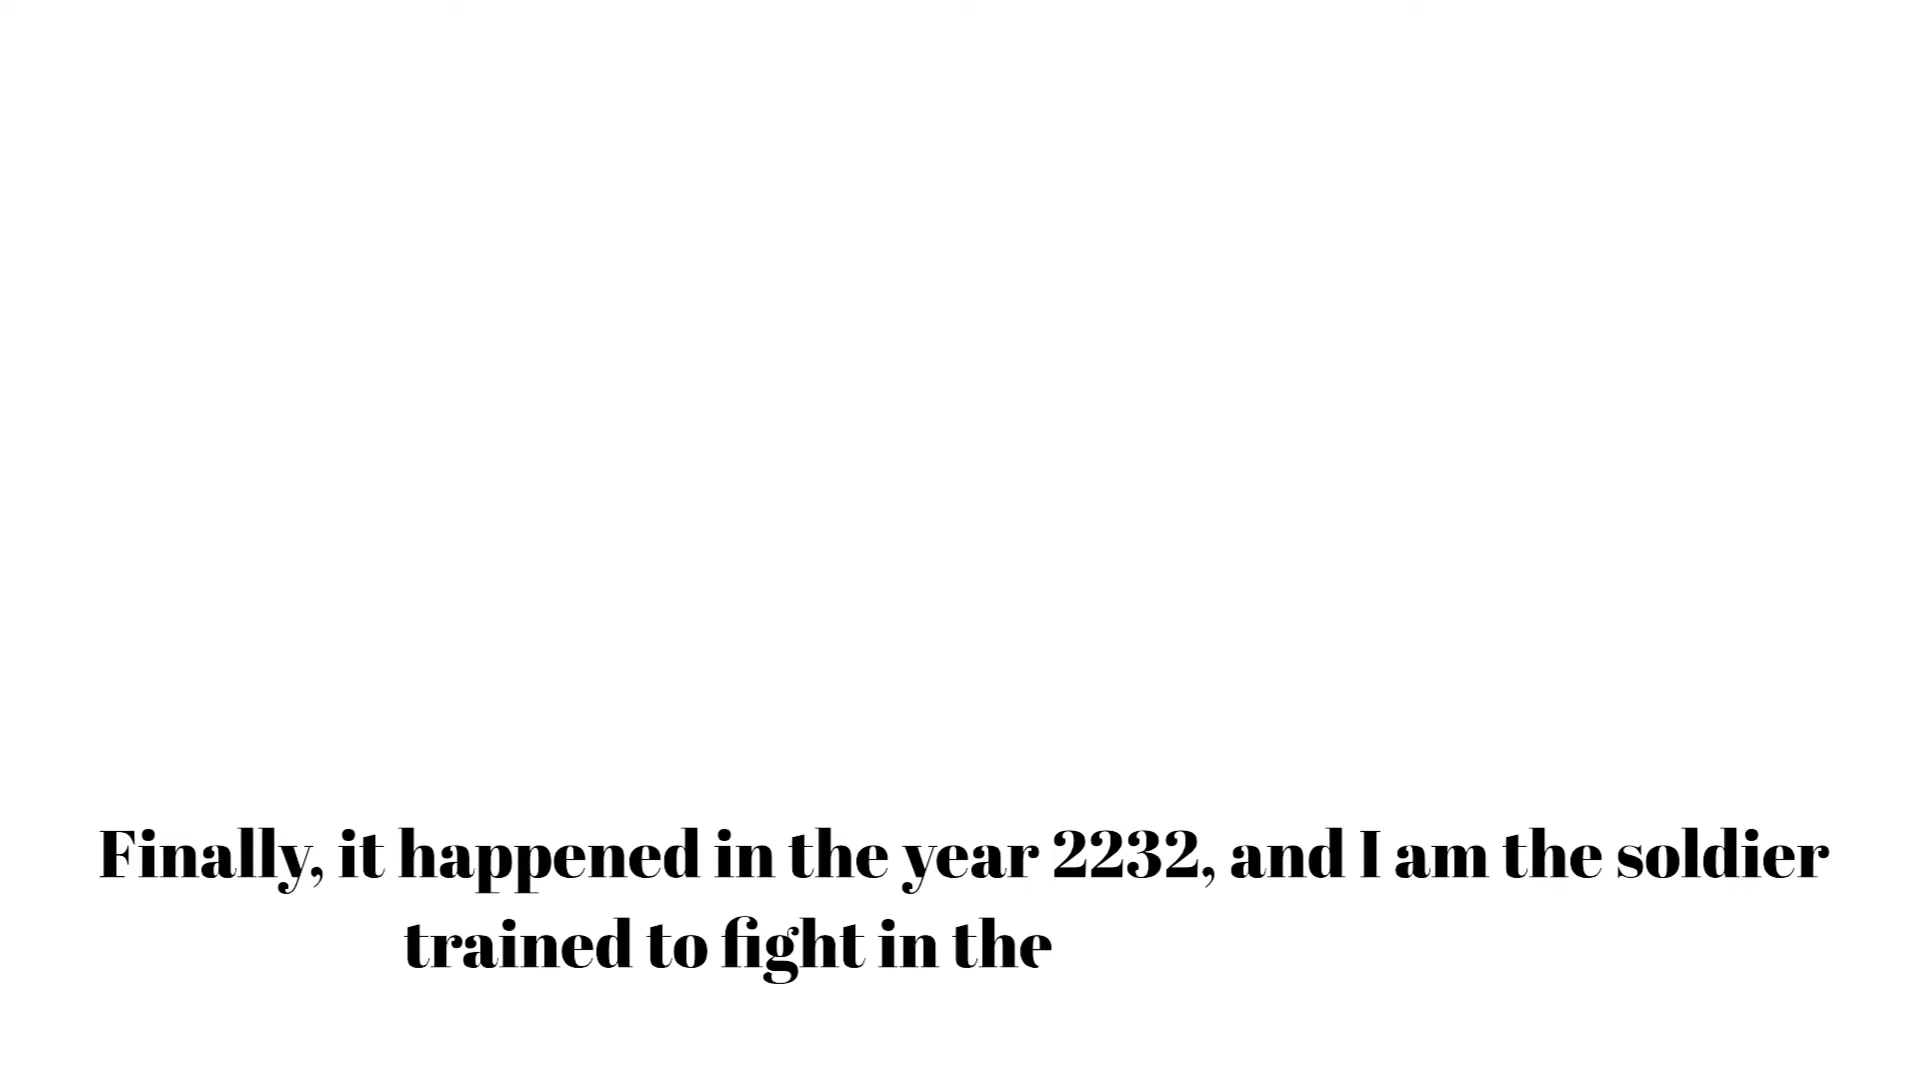 Finally, it happened in the year 2232, and I am the soldier
trained to fight in the